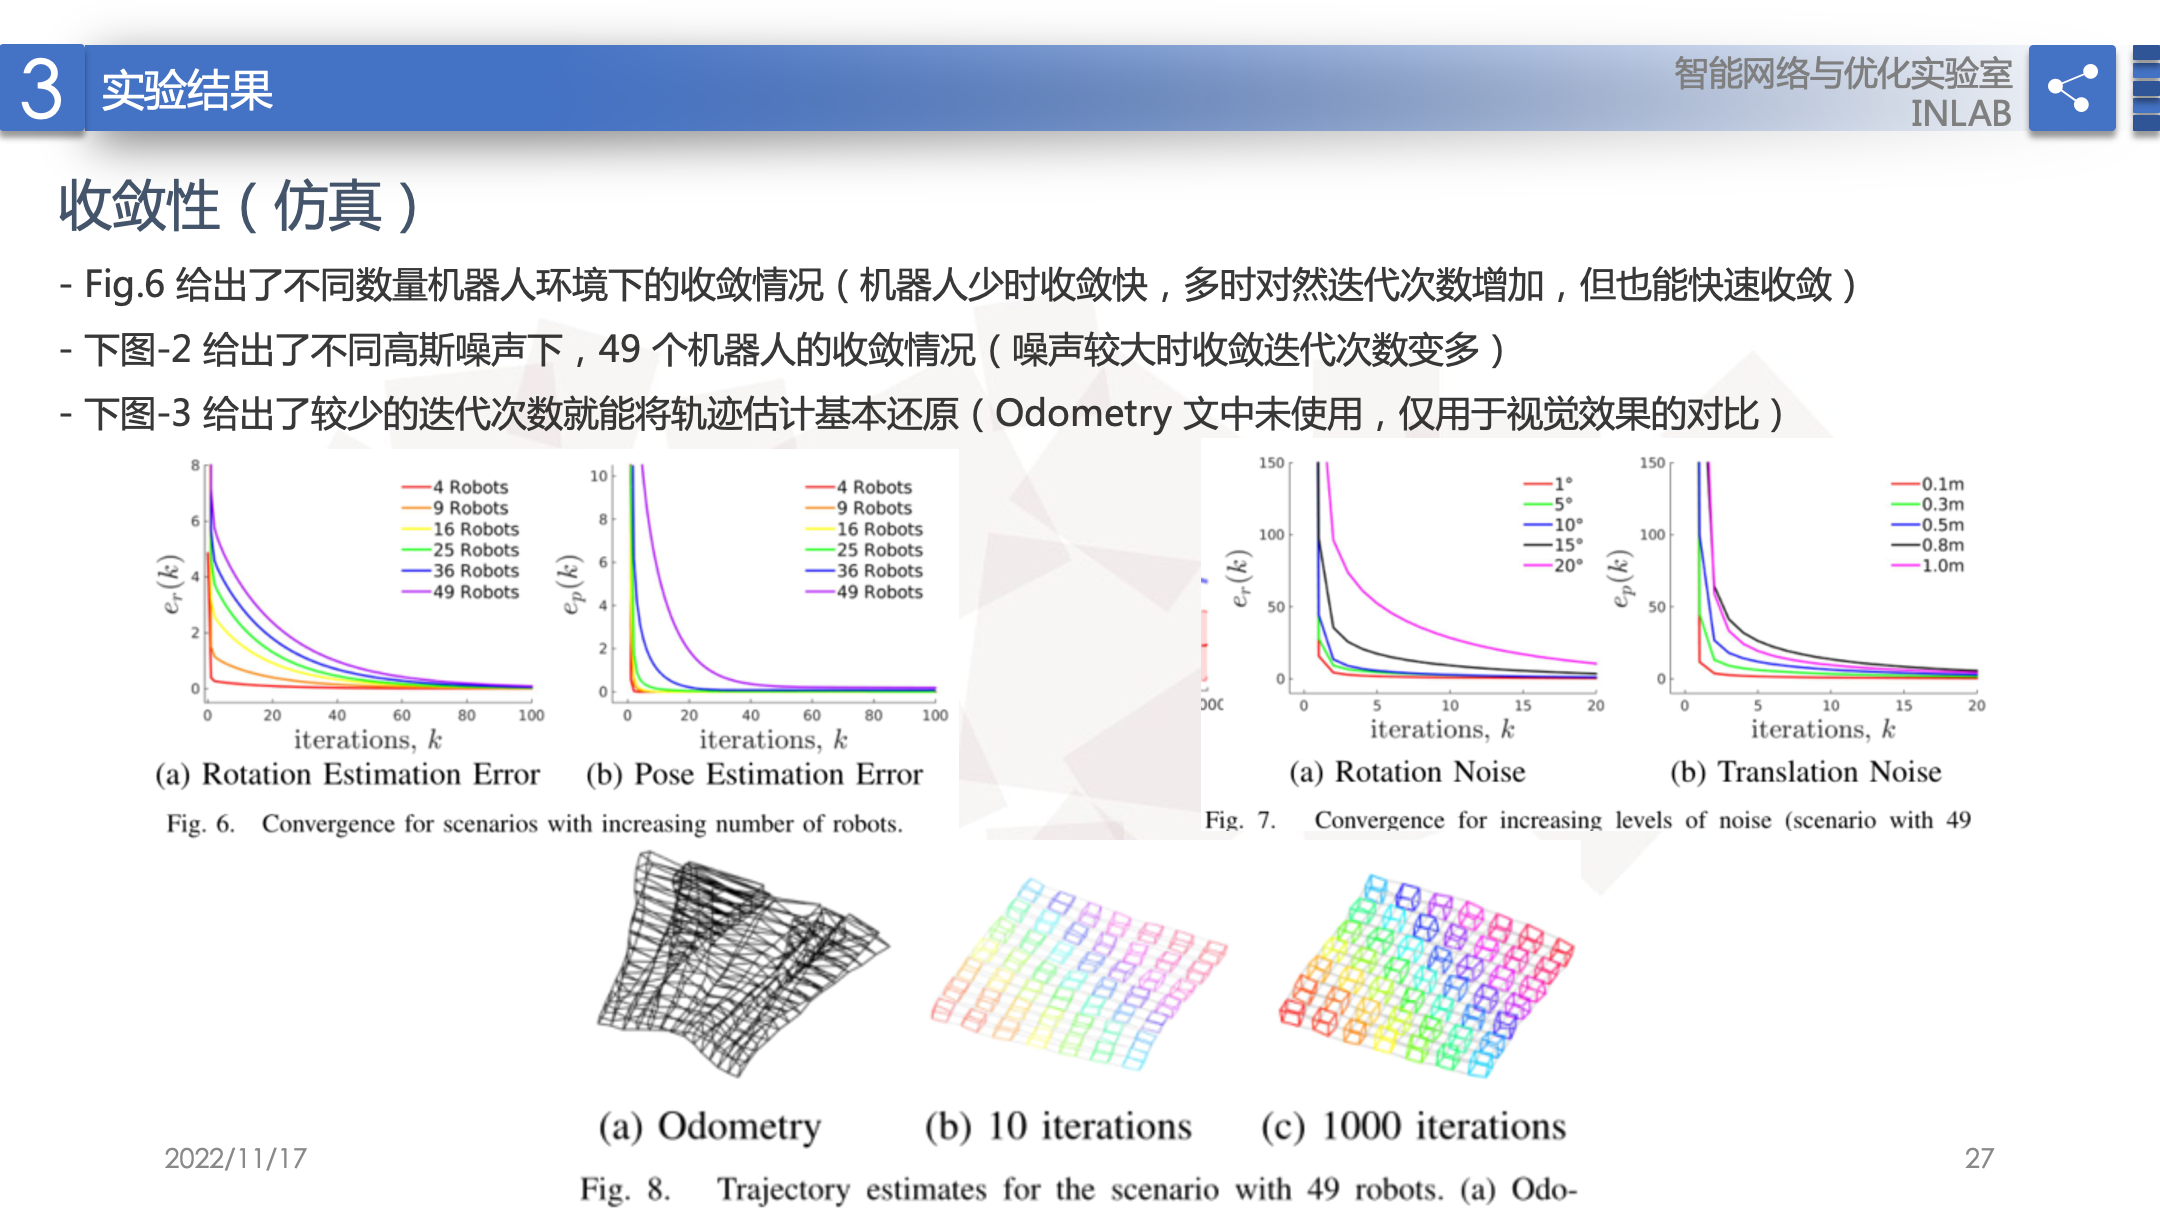 3 实验结果
智能网络与优化实验室
INLAB
收敛性（仿真）
- Fig.6 给出了不同数量机器人环境下的收敛情况（机器人少时收敛快，多时对然迭代次数增加，但也能快速收敛）
- 下图-2 给出了不同高斯噪声下，49 个机器人的收敛情况（噪声较大时收敛迭代次数变多）
- 下图-3 给出了较少的迭代次数就能将轨迹估计基本还原（Odometry 文中未使用，仅用于视觉效果的对比）
8
6
4
2
0
e_r(k)
4 Robots
9 Robots
16 Robots
25 Robots
36 Robots
49 Robots
0 20 40 60 80 100
iterations, k
(a) Rotation Estimation Error
10
8
6
4
2
0
e_p(k)
4 Robots
9 Robots
16 Robots
25 Robots
36 Robots
49 Robots
0 20 40 60 80 100
iterations, k
(b) Pose Estimation Error
Fig. 6. Convergence for scenarios with increasing number of robots.
150
100
50
0
e_r(k)
1°
5°
10°
15°
20°
0 5 10 15 20
iterations, k
(a) Rotation Noise
150
100
50
0
e_p(k)
0.1m
0.3m
0.5m
0.8m
1.0m
0 5 10 15 20
iterations, k
(b) Translation Noise
Fig. 7. Convergence for increasing levels of noise (scenario with 49
(a) Odometry
(b) 10 iterations
(c) 1000 iterations
Fig. 8. Trajectory estimates for the scenario with 49 robots. (a) Odo-
2022/11/17
27